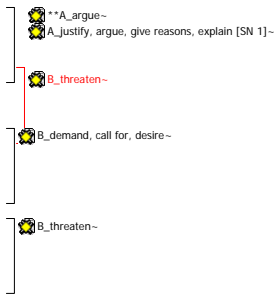 **A_argue~
A_justify, argue, give reasons, explain [SN 1]~
B_threaten~
B_demand, call for, desire~
B_threaten~